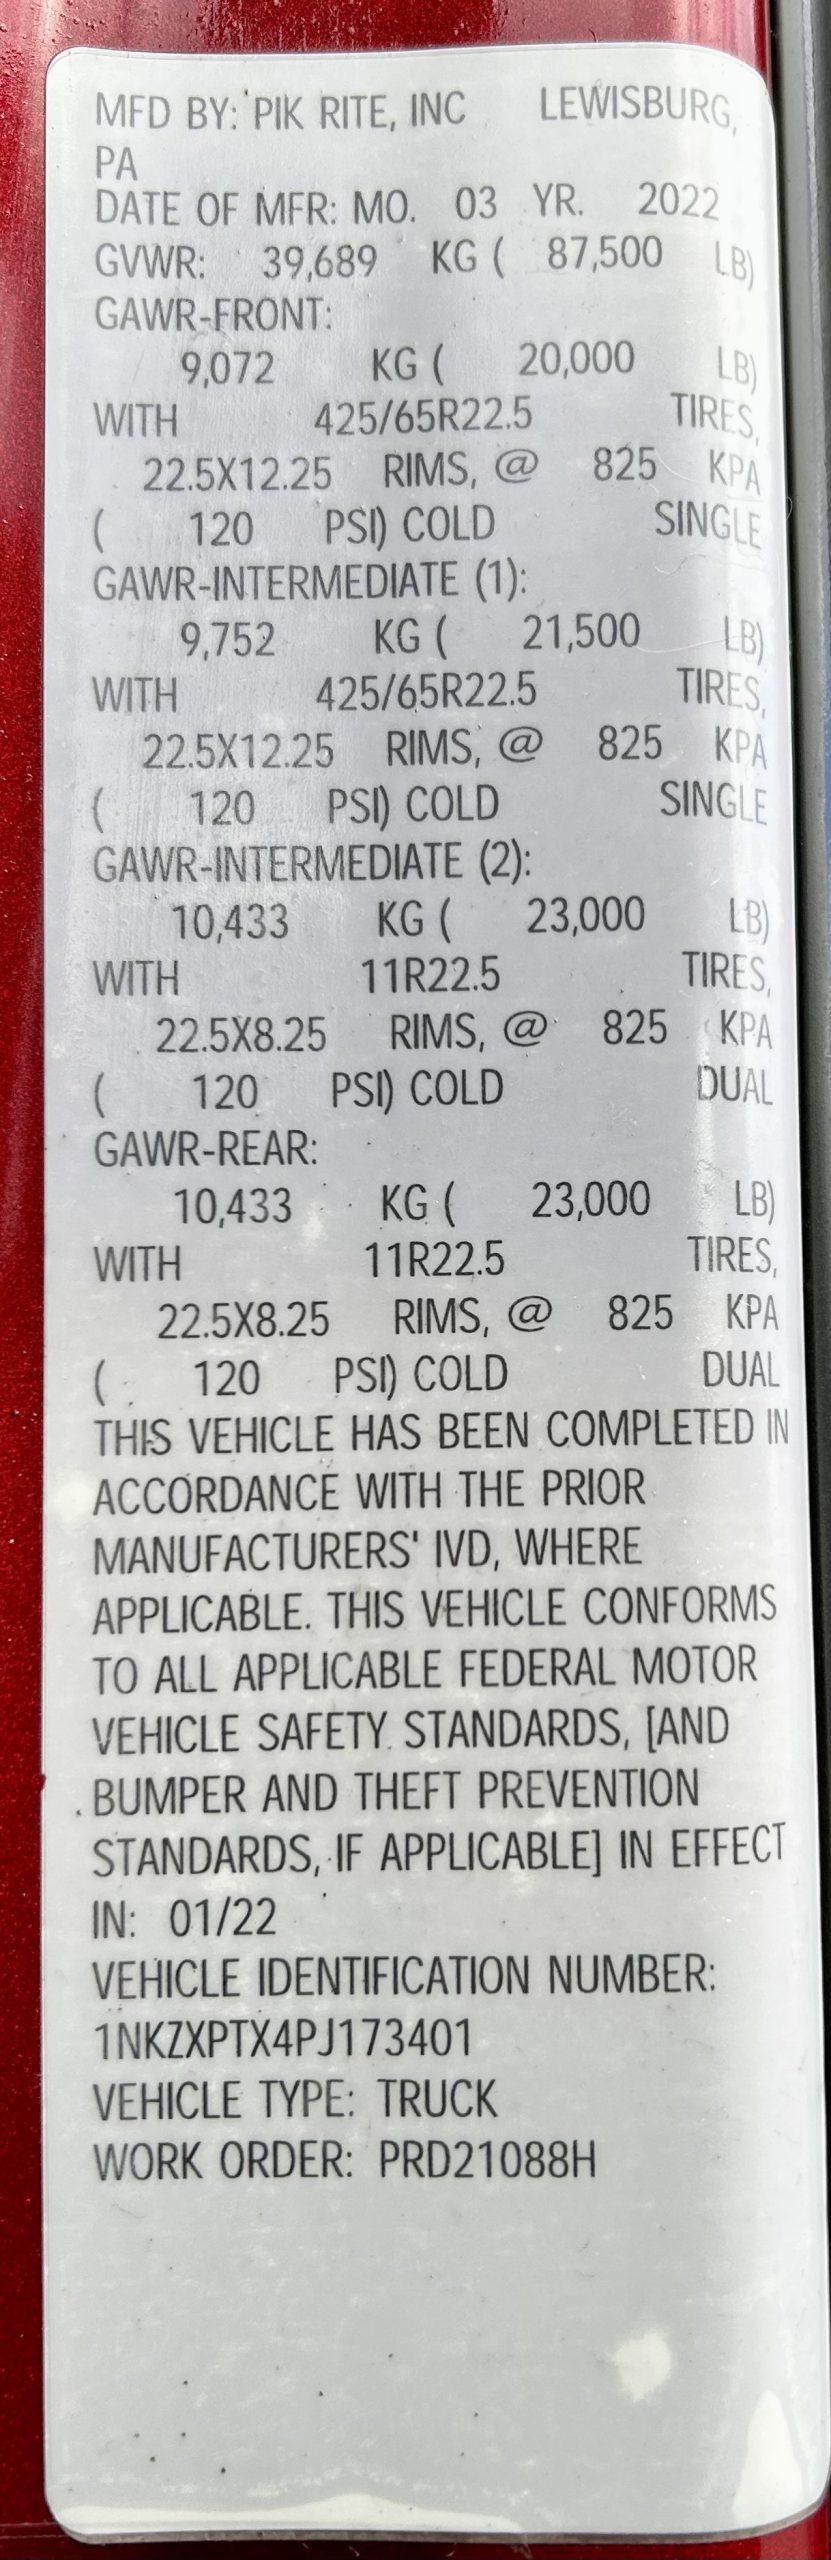 MFD BY: PIK RITE, INC LEWISBURG,
PA
DATE OF MFR: MO. 03 YR. 2022
GVWR: 39,689 KG ( 87,500 LB)
GAWR-FRONT:
9,072 KG ( 20,000 LB)
WITH 425/65R22.5 TIRES,
22.5X12.25 RIMS, @ 825 KPA
( 120 PSI) COLD SINGLE
GAWR-INTERMEDIATE (1):
9,752 KG ( 21,500 LB)
WITH 425/65R22.5 TIRES,
22.5X12.25 RIMS, @ 825 KPA
( 120 PSI) COLD SINGLE
GAWR-INTERMEDIATE (2):
10,433 KG ( 23,000 LB)
WITH 11R22.5 TIRES,
22.5X8.25 RIMS, @ 825 KPA
( 120 PSI) COLD DUAL
GAWR-REAR:
10,433 KG ( 23,000 LB)
WITH 11R22.5 TIRES,
22.5X8.25 RIMS, @ 825 KPA
( 120 PSI) COLD DUAL
THIS VEHICLE HAS BEEN COMPLETED IN
ACCORDANCE WITH THE PRIOR
MANUFACTURERS' IVD, WHERE
APPLICABLE. THIS VEHICLE CONFORMS
TO ALL APPLICABLE FEDERAL MOTOR
VEHICLE SAFETY STANDARDS, [AND
BUMPER AND THEFT PREVENTION
STANDARDS, IF APPLICABLE] IN EFFECT
IN: 01/22
VEHICLE IDENTIFICATION NUMBER:
1NKZXPTX4PJ173401
VEHICLE TYPE: TRUCK
WORK ORDER: PRD21088H